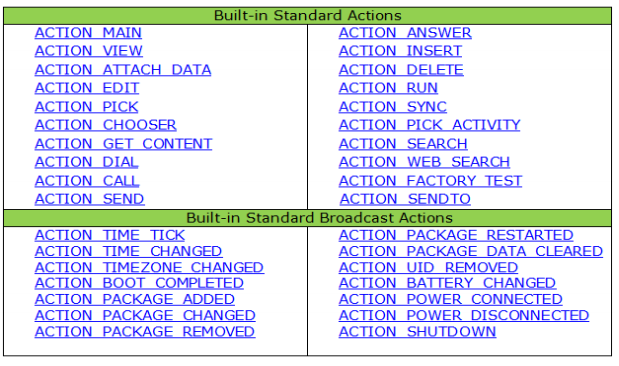 Built-in Standard Actions
ACTION_MAIN
ACTION_VIEW
ACTION_ATTACH_DATA
ACTION_EDIT
ACTION_PICK
ACTION_CHOOSER
ACTION_GET_CONTENT
ACTION_DIAL
ACTION_CALL
ACTION_SEND
ACTION_ANSWER
ACTION_INSERT
ACTION_DELETE
ACTION_RUN
ACTION_SYNC
ACTION_PICK_ACTIVITY
ACTION_SEARCH
ACTION_WEB_SEARCH
ACTION_FACTORY_TEST
ACTION_SENDTO
Built-in Standard Broadcast Actions
ACTION_TIME_TICK
ACTION_TIME_CHANGED
ACTION_TIMEZONE_CHANGED
ACTION_BOOT_COMPLETED
ACTION_PACKAGE_ADDED
ACTION_PACKAGE_CHANGED
ACTION_PACKAGE_REMOVED
ACTION_PACKAGE_RESTARTED
ACTION_PACKAGE_DATA_CLEARED
ACTION_UID_REMOVED
ACTION_BATTERY_CHANGED
ACTION_POWER_CONNECTED
ACTION_POWER_DISCONNECTED
ACTION_SHUTDOWN